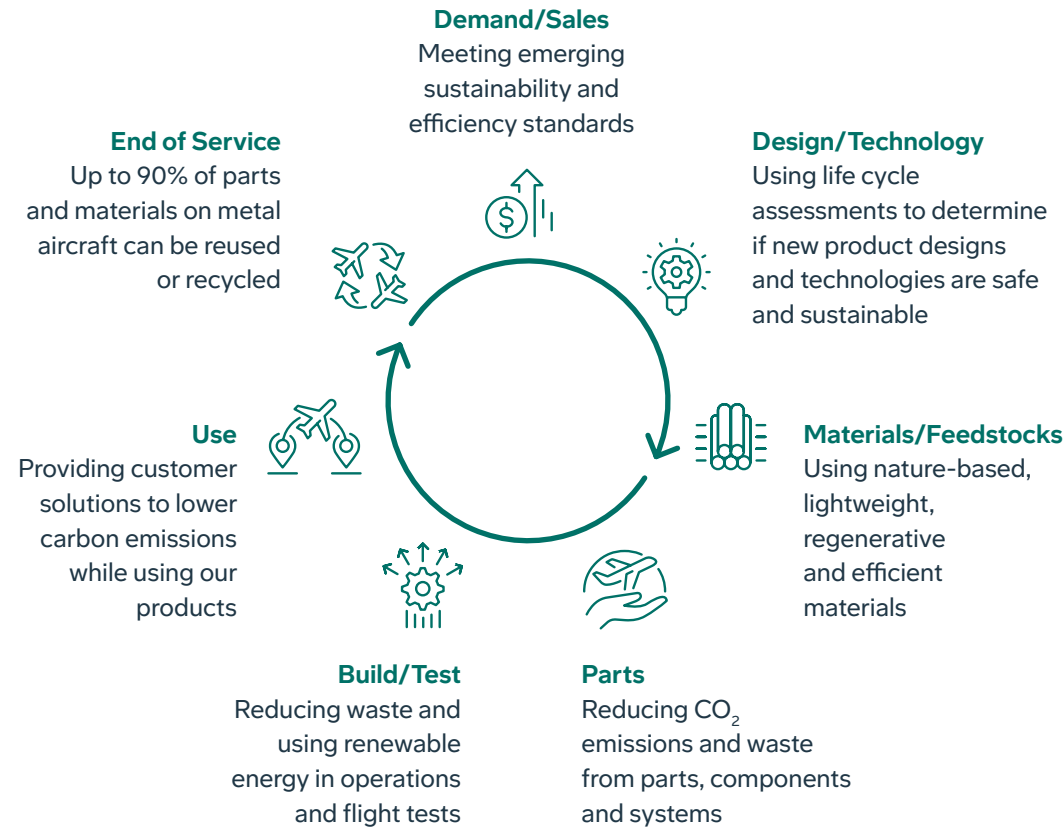 Demand/Sales
Meeting emerging
sustainability and
efficiency standards
Design/Technology
Using life cycle
assessments to determine
if new product designs
and technologies are safe
and sustainable
Materials/Feedstocks
Using nature-based,
lightweight,
regenerative
and efficient
materials
Parts
Reducing CO₂
emissions and waste
from parts, components
and systems
Build/Test
Reducing waste and
using renewable
energy in operations
and flight tests
Use
Providing customer
solutions to lower
carbon emissions
while using our
products
End of Service
Up to 90% of parts
and materials on metal
aircraft can be reused
or recycled
$